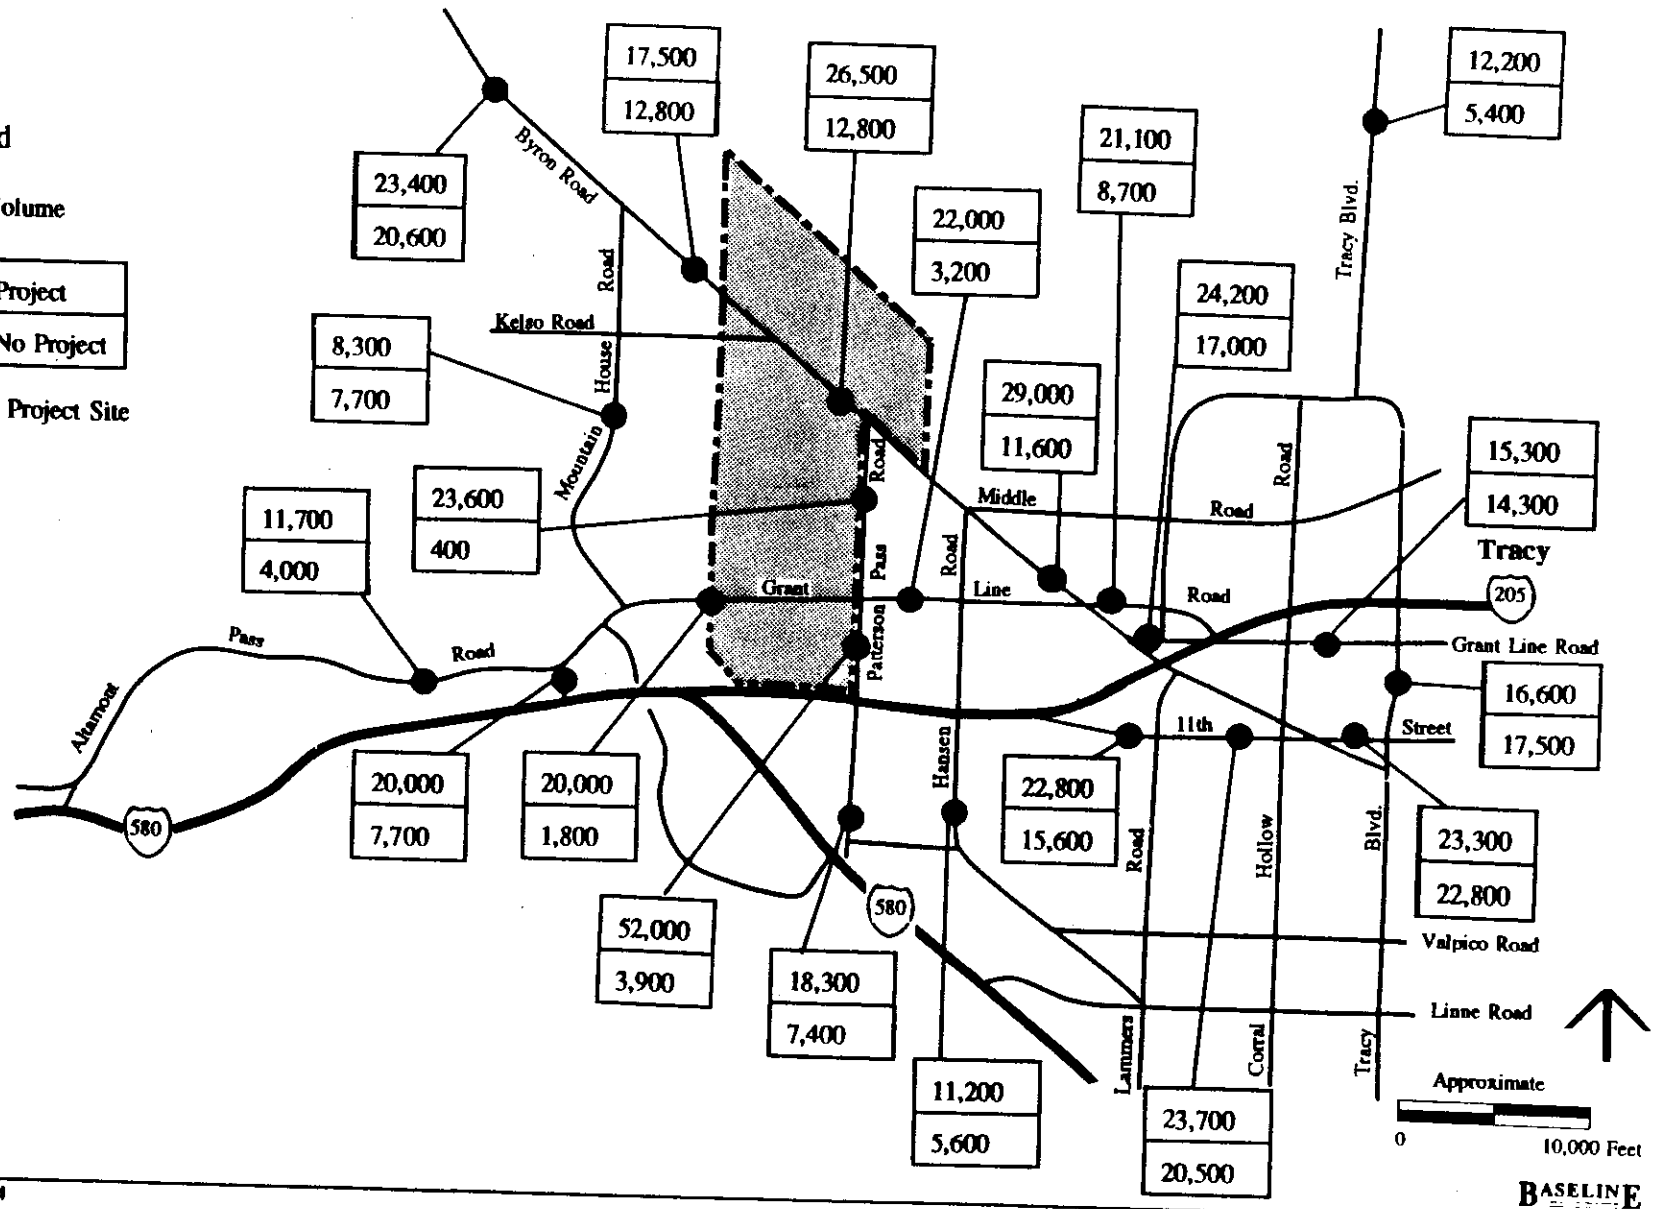 17,500
12,800
26,500
12,800
12,200
5,400
21,100
8,700
Byron Road
23,400
20,600
22,000
3,200
Tracy Blvd.
Project
No Project
Project Site
Road
Kelso Road
24,200
17,000
8,300
7,700
House
29,000
11,600
Mountain
Road
Road
15,300
14,300
23,600
400
11,700
4,000
Middle
Road
Tracy
Pass
Road
Grant
Line
Road
205
Pass
Road
Patterson
Grant Line Road
Altamont
16,600
17,500
11th
Street
Hansen
580
20,000
7,700
20,000
1,800
22,800
15,600
Road
Hollow
Blvd.
23,300
22,800
580
52,000
3,900
Valpico Road
18,300
7,400
Linne Road
Lammers
Corral
Tracy
11,200
5,600
23,700
20,500
Approximate
0
10,000 Feet
BASELINE